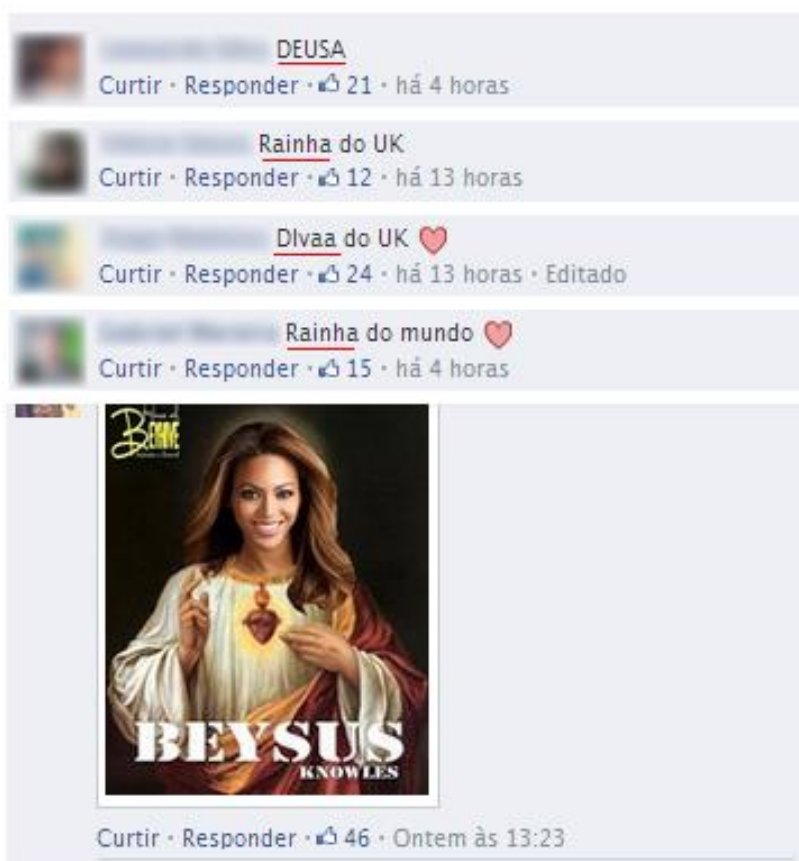 DEUSA
Curtir · Responder · 21 · há 4 horas
Rainha do UK
Curtir · Responder · 12 · há 13 horas
DIvaa do UK
Curtir · Responder · 24 · há 13 horas · Editado
Rainha do mundo
Curtir · Responder · 15 · há 4 horas
BEYHIVE
BEYSUS
KNOWLES
Curtir · Responder · 46 · Ontem às 13:23